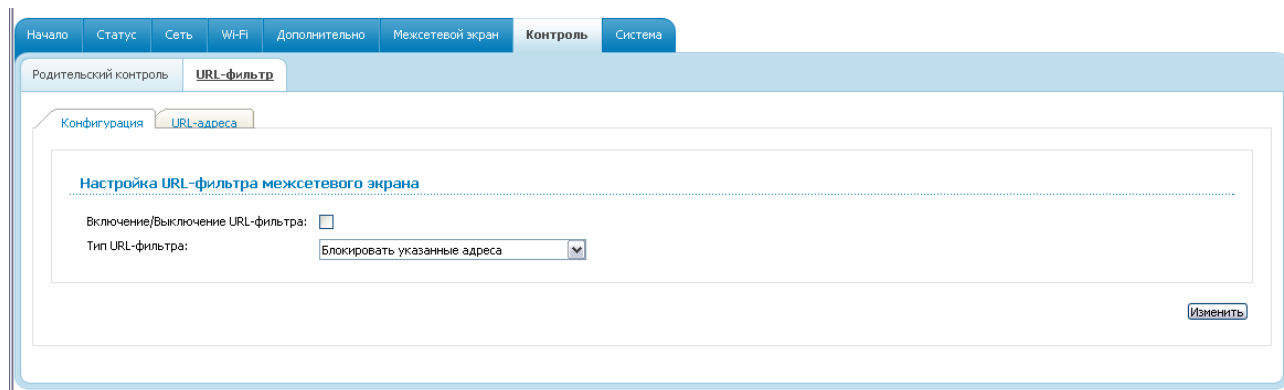 Начало Статус Сеть Wi-Fi Дополнительно Межсетевой экран Контроль Система
Родительский контроль URL-фильтр
Конфигурация URL-адреса
Настройка URL-фильтра межсетевого экрана
Включение/Выключение URL-фильтра:
Тип URL-фильтра: Блокировать указанные адреса
Изменить